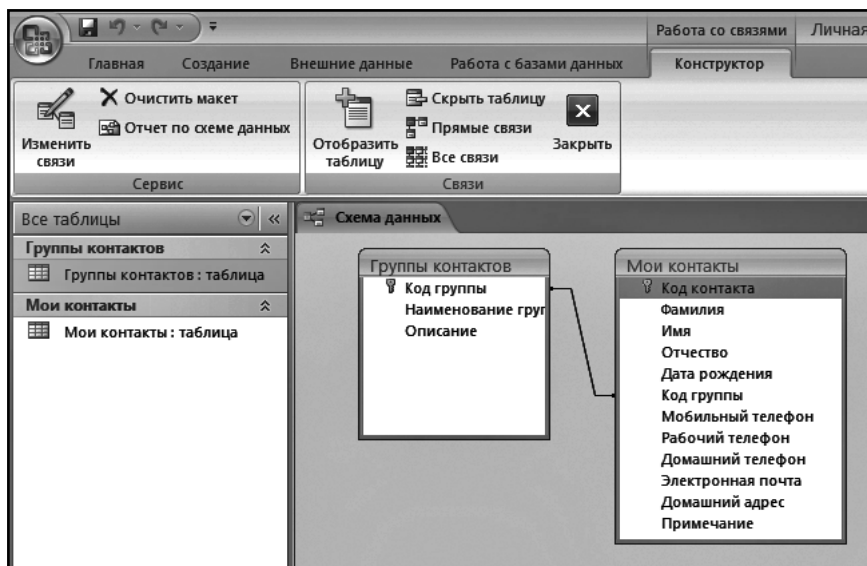 Работа со связями
Личная
Главная
Создание
Внешние данные
Работа с базами данных
Конструктор
Изменить связи
Очистить макет
Отчет по схеме данных
Сервис
Отобразить таблицу
Скрыть таблицу
Прямые связи
Все связи
Закрыть
Связи
Все таблицы
Группы контактов
Группы контактов : таблица
Мои контакты
Мои контакты : таблица
Схема данных
Группы контактов
Код группы
Наименование груп
Описание
Мои контакты
Код контакта
Фамилия
Имя
Отчество
Дата рождения
Код группы
Мобильный телефон
Рабочий телефон
Домашний телефон
Электронная почта
Домашний адрес
Примечание